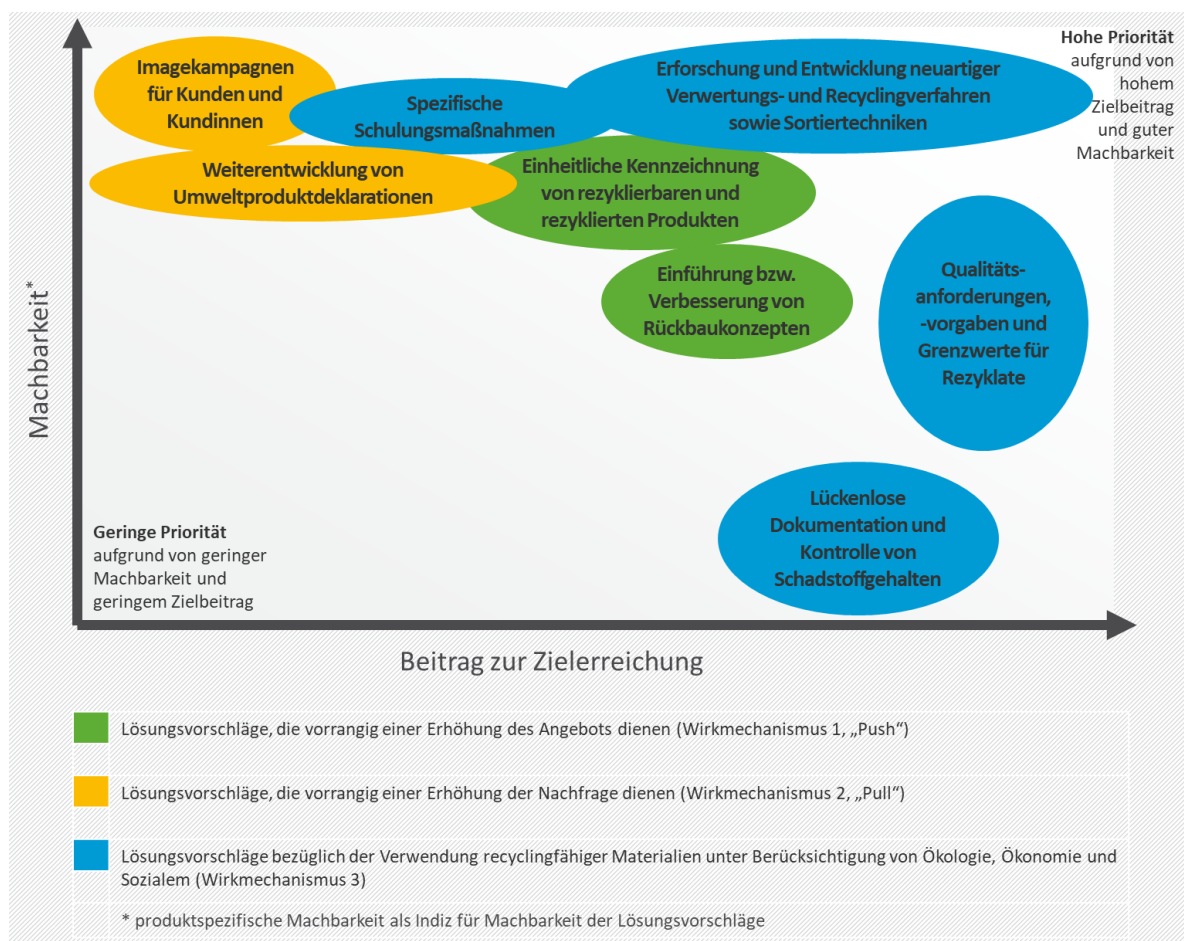 Imagekampagnen
für Kunden und
Kundinnen
Spezifische
Schulungsmaßnahmen
Erforschung und Entwicklung neuartiger
Verwertungs- und Recyclingverfahren
sowie Sortiertechniken
Hohe Priorität
aufgrund von
hohem
Zielbeitrag
und guter
Machbarkeit
Weiterentwicklung von
Umweltproduktdeklarationen
Einheitliche Kennzeichnung
von rezyklierbaren und
rezyklierten Produkten
Einführung bzw.
Verbesserung von
Rückbaukonzepten
Qualitäts-
anforderungen,
-vorgaben und
Grenzwerte für
Rezyklate
Machbarkeit*
Lückenlose
Dokumentation und
Kontrolle von
Schadstoffgehalten
Geringe Priorität
aufgrund von geringer
Machbarkeit und
geringem Zielbeitrag
Beitrag zur Zielerreichung
Lösungsvorschläge, die vorrangig einer Erhöhung des Angebots dienen (Wirkmechanismus 1, „Push“)
Lösungsvorschläge, die vorrangig einer Erhöhung der Nachfrage dienen (Wirkmechanismus 2, „Pull“)
Lösungsvorschläge bezüglich der Verwendung recyclingfähiger Materialien unter Berücksichtigung von Ökologie, Ökonomie und
Sozialem (Wirkmechanismus 3)
* produktspezifische Machbarkeit als Indiz für Machbarkeit der Lösungsvorschläge